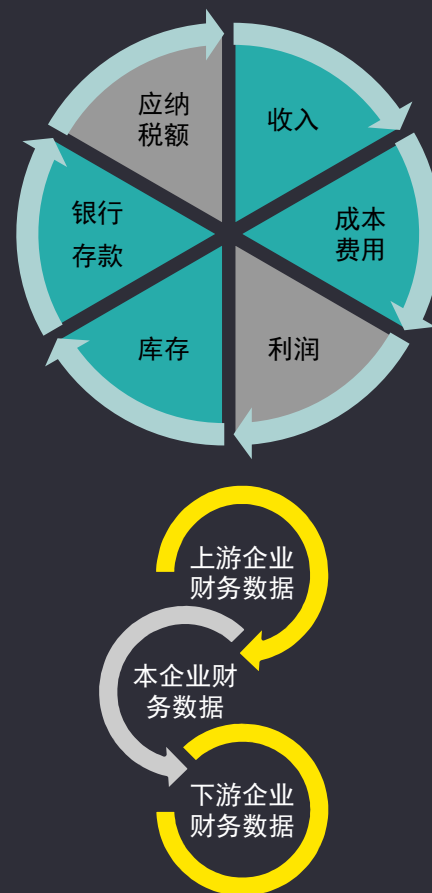 应纳
税额
收入
银行
存款
成本
费用
库存
利润
上游企业
财务数据
本企业财
务数据
下游企业
财务数据